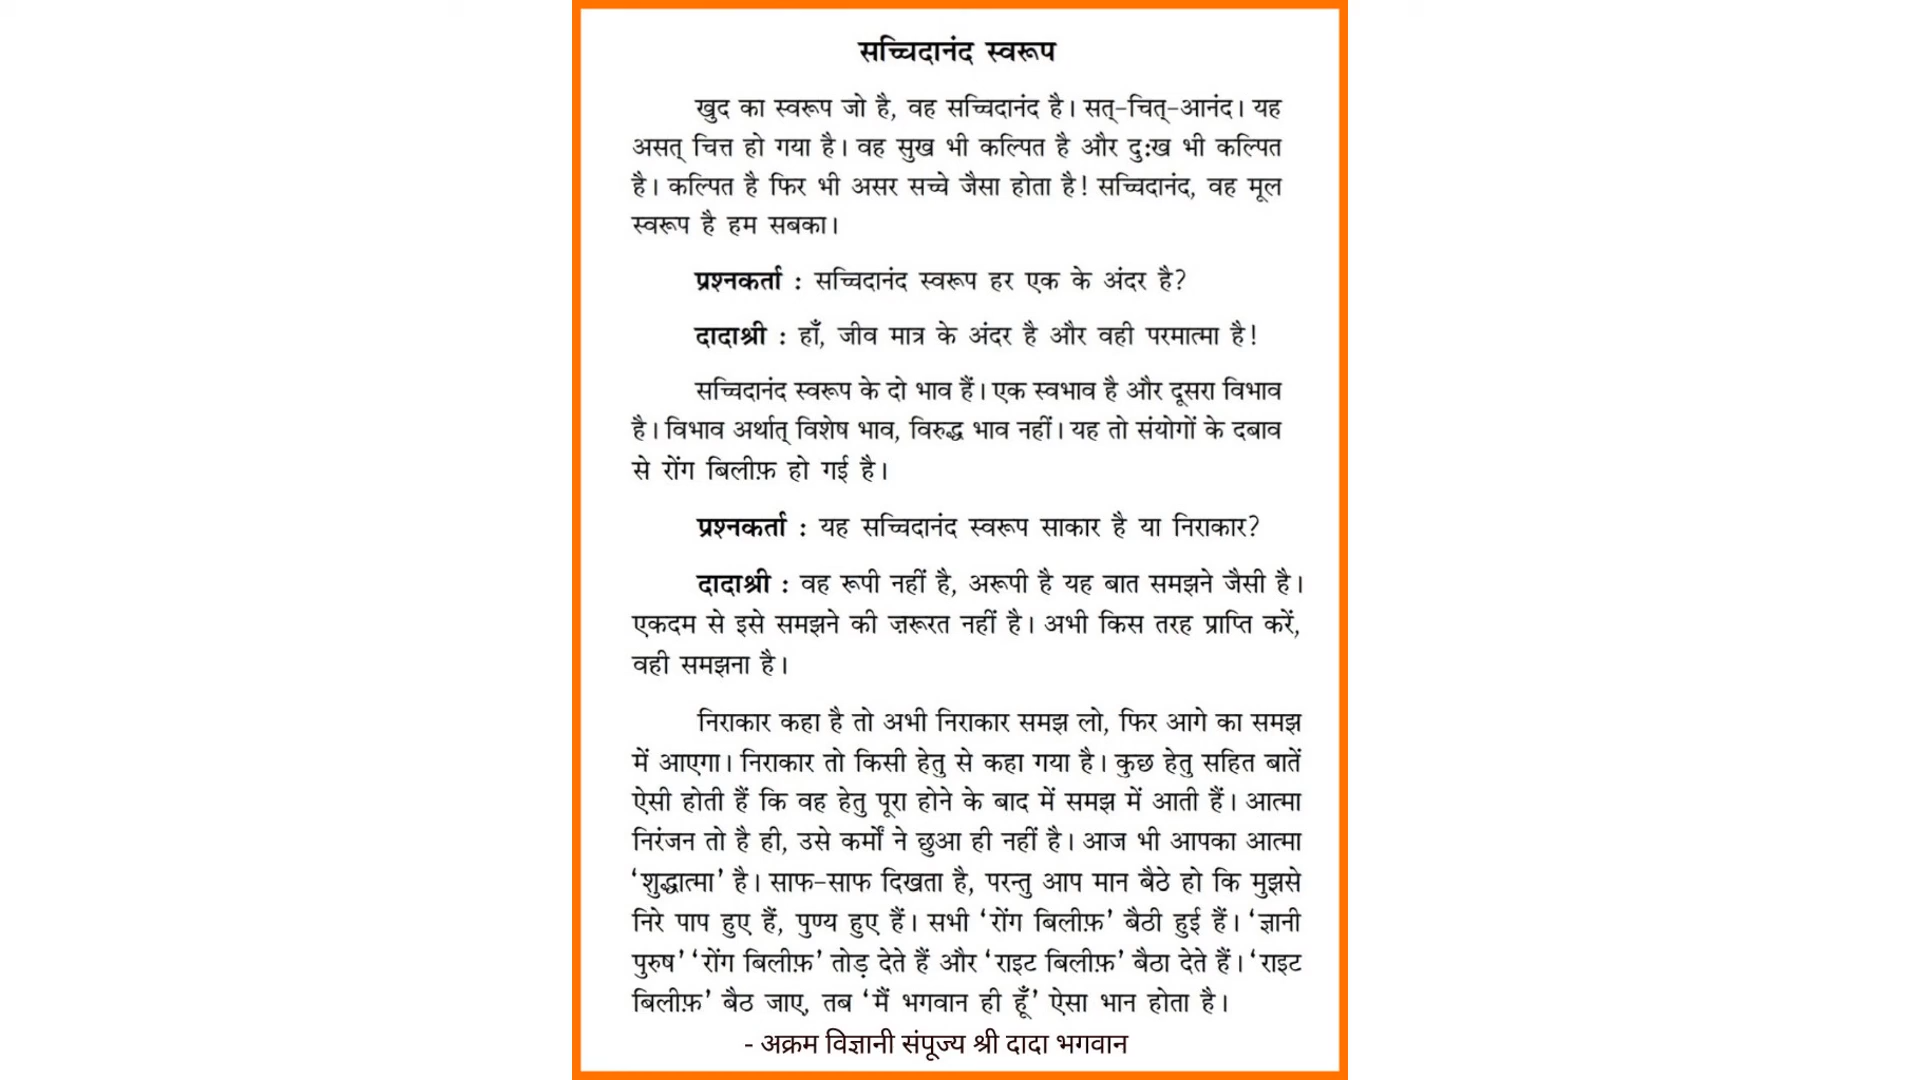 सच्चिदानंद स्वरूप
खुद का स्वरूप जो है, वह सच्चिदानंद है। सत्-चित्-आनंद। यह
असत् चित्त हो गया है। वह सुख भी कल्पित है और दुःख भी कल्पित
है। कल्पित है फिर भी असर सच्चे जैसा होता है! सच्चिदानंद, वह मूल
स्वरूप है हम सबका।
प्रश्नकर्ता : सच्चिदानंद स्वरूप हर एक के अंदर है?
दादाश्री : हाँ, जीव मात्र के अंदर है और वही परमात्मा है!
सच्चिदानंद स्वरूप के दो भाव हैं। एक स्वभाव है और दूसरा विभाव
है। विभाव अर्थात् विशेष भाव, विरुद्ध भाव नहीं। यह तो संयोगों के दबाव
से रोंग बिलीफ़ हो गई है।
प्रश्नकर्ता : यह सच्चिदानंद स्वरूप साकार है या निराकार?
दादाश्री : वह रूपी नहीं है, अरूपी है यह बात समझने जैसी है।
एकदम से इसे समझने की ज़रूरत नहीं है। अभी किस तरह प्राप्ति करें,
वही समझना है।
निराकार कहा है तो अभी निराकार समझ लो, फिर आगे का समझ
में आएगा। निराकार तो किसी हेतु से कहा गया है। कुछ हेतु सहित बातें
ऐसी होती हैं कि वह हेतु पूरा होने के बाद में समझ में आती हैं। आत्मा
निरंजन तो है ही, उसे कर्मों ने छुआ ही नहीं है। आज भी आपका आत्मा
‘शुद्धात्मा’ है। साफ-साफ दिखता है, परन्तु आप मान बैठे हो कि मुझसे
निरे पाप हुए हैं, पुण्य हुए हैं। सभी ‘रोंग बिलीफ़’ बैठी हुई हैं। ‘ज्ञानी
पुरुष’ ‘रोंग बिलीफ़’ तोड़ देते हैं और ‘राइट बिलीफ़’ बैठा देते हैं। ‘राइट
बिलीफ़’ बैठ जाए, तब ‘मैं भगवान ही हूँ’ ऐसा भान होता है।
- अक्रम विज्ञानी संपूज्य श्री दादा भगवान